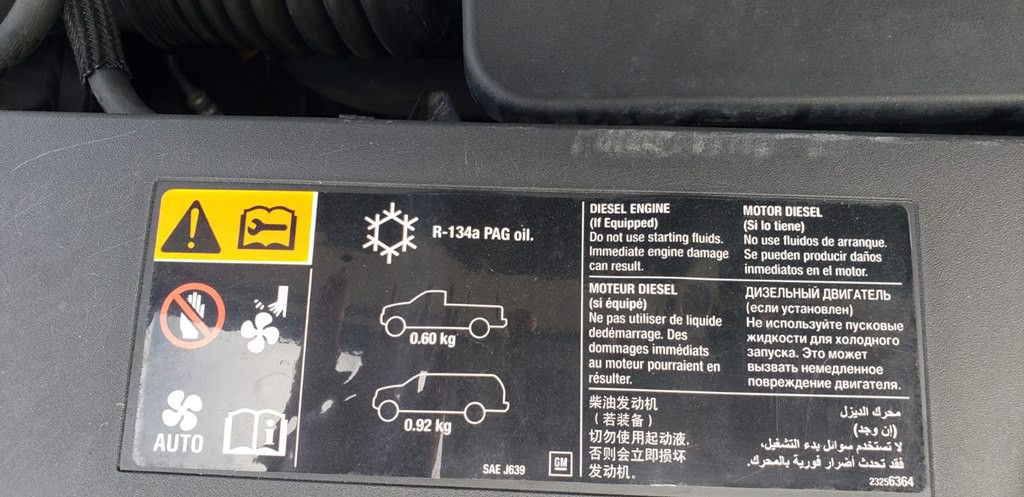 AUTO
R-134a PAG oil.
0.60 kg
0.92 kg
SAE J639
GM
DIESEL ENGINE
(If Equipped)
Do not use starting fluids.
Immediate engine damage
can result.
MOTOR DIESEL
(Si lo tiene)
No use fluidos de arranque.
Se pueden producir daños
inmediatos en el motor.
MOTEUR DIESEL
(si équipé)
Ne pas utiliser de liquide
dedémarrage. Des
dommages immédiats
au moteur pourraient en
résulter.
ДИЗЕЛЬНЫЙ ДВИГАТЕЛЬ
(если установлен)
Не используйте пусковые
жидкости для холодного
запуска. Это может
вызвать немедленное
повреждение двигателя.
柴油发动机
（若装备）
切勿使用起动液,
否则会立即损坏
发动机.
محرك الديزل
(إن وجد)
لا تستخدم سوائل بدء التشغيل،
فقد تحدث أضرار فورية بالمحرك.
23256364